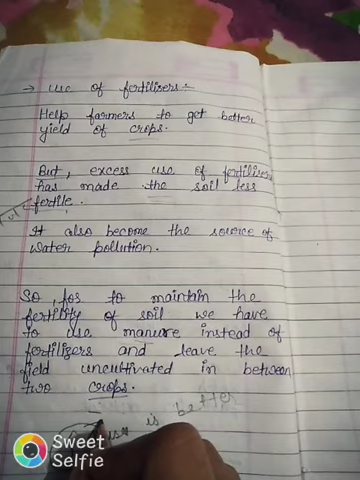 → Use of fertilisers :-
Help farmers to get better
yield of crops.
But, excess use of fertilisers
has made the soil less
fertile.
It also become the source of
water pollution.
So, for to maintain the
fertility of soil we have
to use manure instead of
fertilizers and leave the
field uncultivated in between
two crops.
is better
Sweet
Selfie